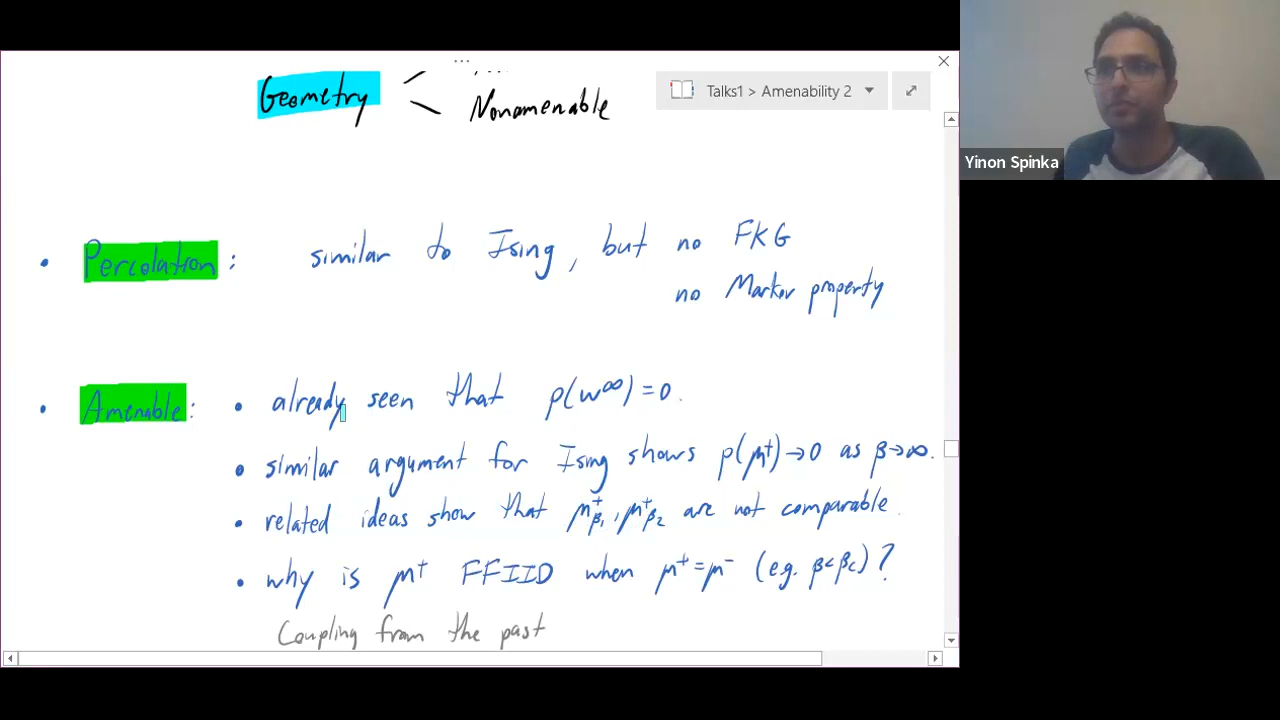 Geometry
Nonamenable
Talks1 > Amenability 2
Yinon Spinka
• Percolation: similar to Ising, but no FKG
no Markov property
• Amenable: • already seen that p(w^∞)=0.
• similar argument for Ising shows p(μ⁺)→0 as β→∞.
• related ideas show that μ⁺_β₁, μ⁺_β₂ are not comparable.
• why is μ⁺ FFIID when μ⁺=μ⁻ (e.g. β<β_c)?
Coupling from the past